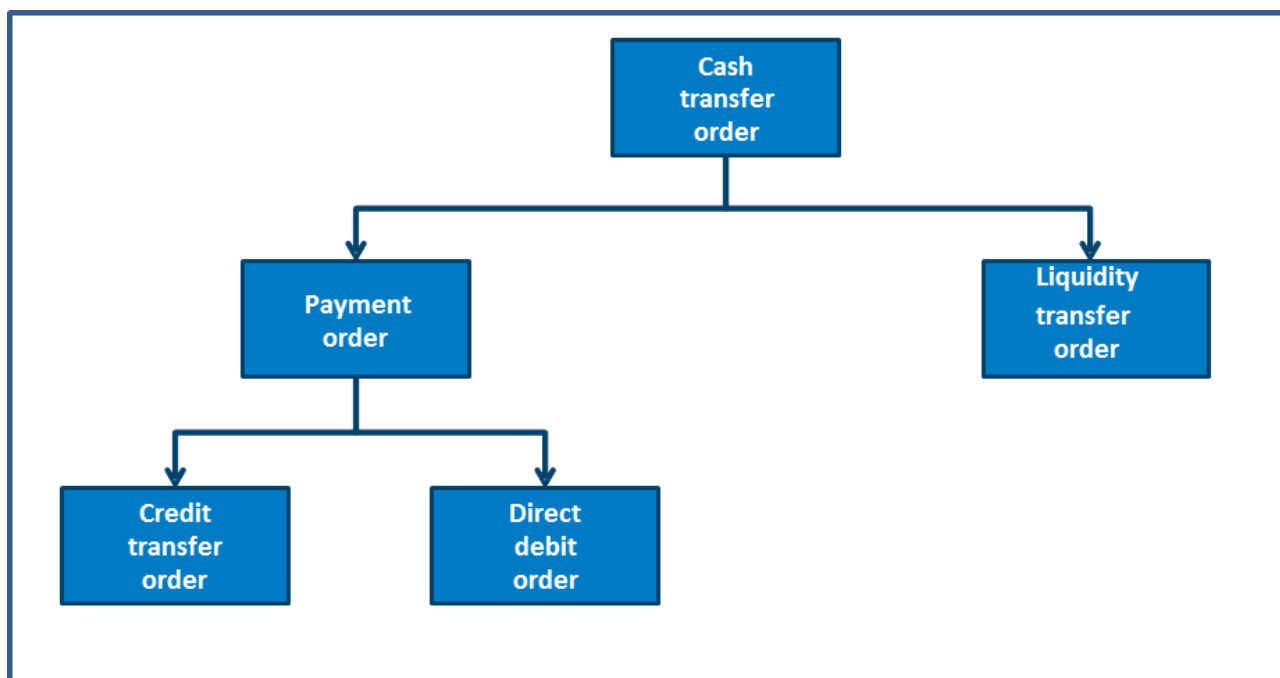 Cash
transfer
order
Payment
order
Liquidity
transfer
order
Credit
transfer
order
Direct
debit
order